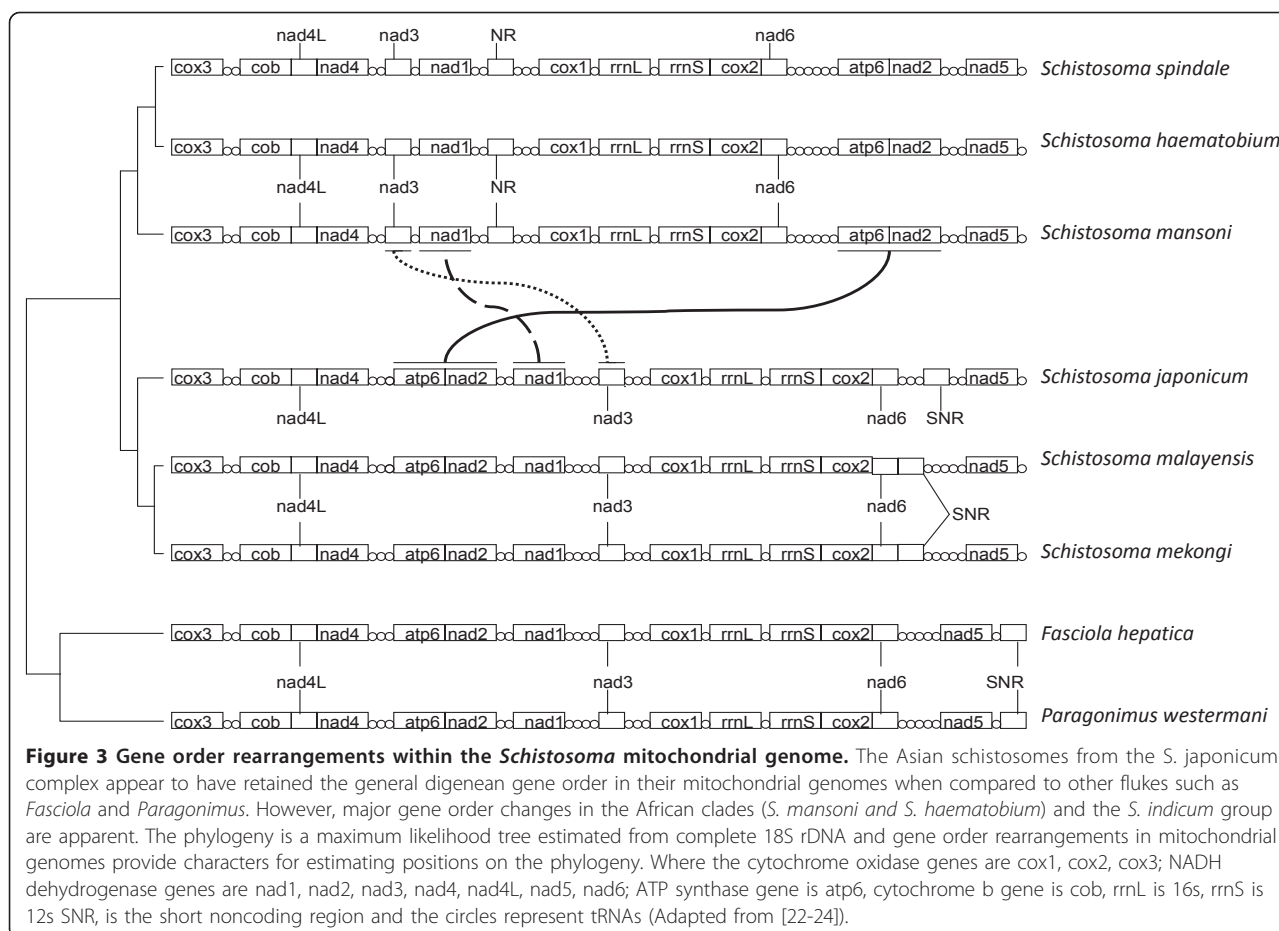 nad4L nad3 NR nad6
cox3 cob nad4 nad1 cox1 rrnL rrnS cox2 atp6 nad2 nad5 Schistosoma spindale
cox3 cob nad4 nad1 cox1 rrnL rrnS cox2 atp6 nad2 nad5 Schistosoma haematobium
nad4L nad3 NR nad6
cox3 cob nad4 nad1 cox1 rrnL rrnS cox2 atp6 nad2 nad5 Schistosoma mansoni
cox3 cob nad4 atp6 nad2 nad1 cox1 rrnL rrnS cox2 nad5 Schistosoma japonicum
nad4L nad3 nad6 SNR
cox3 cob nad4 atp6 nad2 nad1 cox1 rrnL rrnS cox2 nad5 Schistosoma malayensis
nad4L nad3 nad6 SNR
cox3 cob nad4 atp6 nad2 nad1 cox1 rrnL rrnS cox2 nad5 Schistosoma mekongi
cox3 cob nad4 atp6 nad2 nad1 cox1 rrnL rrnS cox2 nad5 Fasciola hepatica
nad4L nad3 nad6 SNR
cox3 cob nad4 atp6 nad2 nad1 cox1 rrnL rrnS cox2 nad5 Paragonimus westermani
Figure 3 Gene order rearrangements within the Schistosoma mitochondrial genome. The Asian schistosomes from the S. japonicum
complex appear to have retained the general digenean gene order in their mitochondrial genomes when compared to other flukes such as
Fasciola and Paragonimus. However, major gene order changes in the African clades (S. mansoni and S. haematobium) and the S. indicum group
are apparent. The phylogeny is a maximum likelihood tree estimated from complete 18S rDNA and gene order rearrangements in mitochondrial
genomes provide characters for estimating positions on the phylogeny. Where the cytochrome oxidase genes are cox1, cox2, cox3; NADH
dehydrogenase genes are nad1, nad2, nad3, nad4, nad4L, nad5, nad6; ATP synthase gene is atp6, cytochrome b gene is cob, rrnL is 16s, rrnS is
12s SNR, is the short noncoding region and the circles represent tRNAs (Adapted from [22-24]).